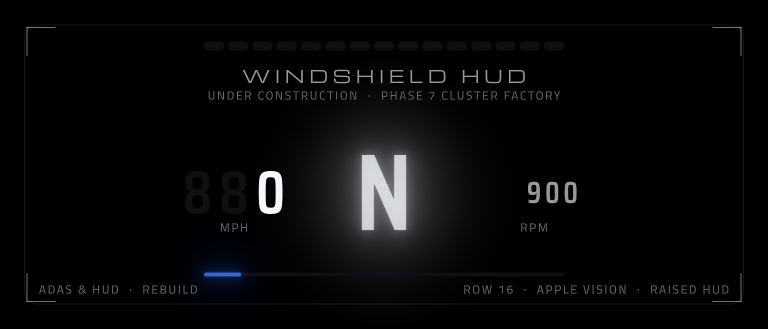 WINDSHIELD HUD
UNDER CONSTRUCTION · PHASE 7 CLUSTER FACTORY
0
MPH
N
900
RPM
ADAS & HUD · REBUILD
ROW 16 · APPLE VISION · RAISED HUD